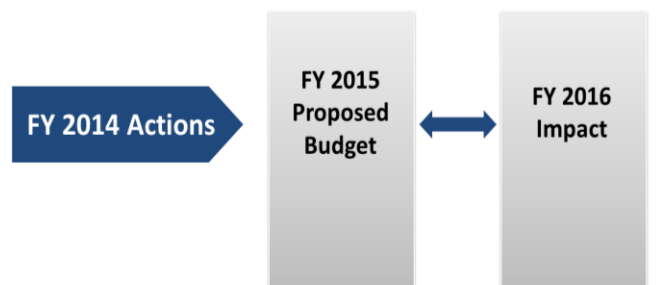 FY 2014 Actions
FY 2015
Proposed
Budget
FY 2016
Impact